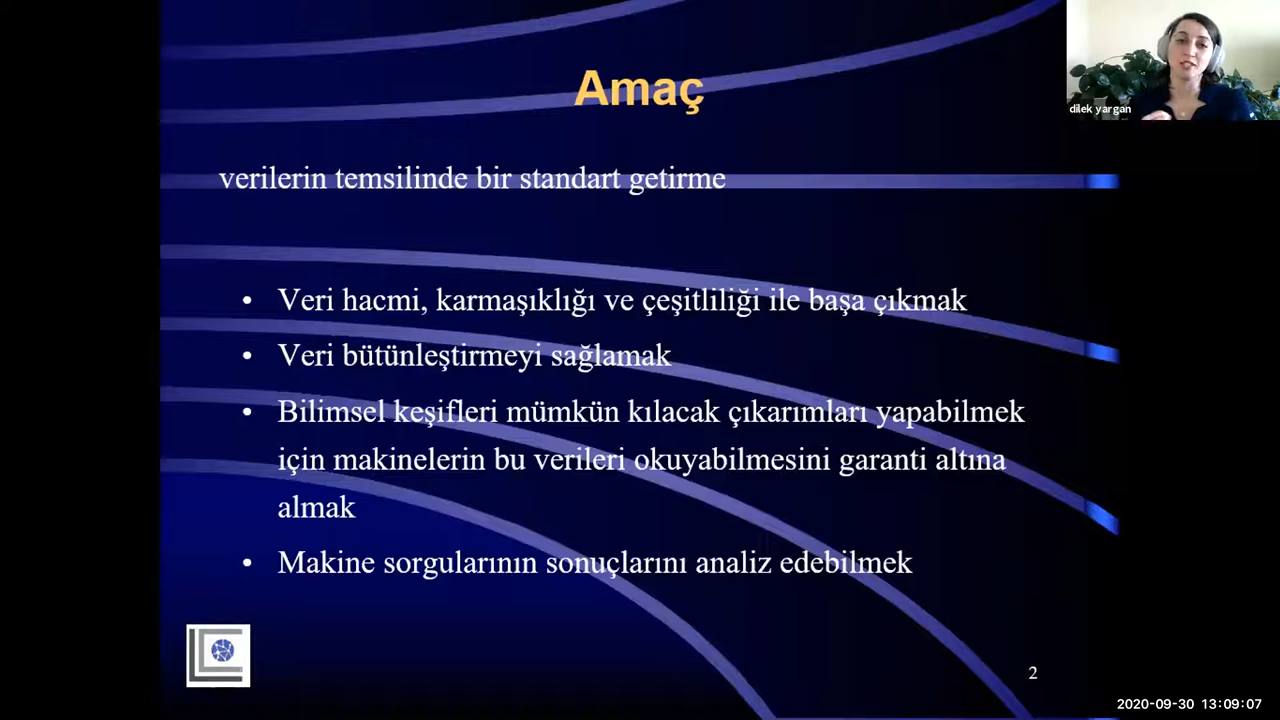 Amaç
dilek yargan
verilerin temsilinde bir standart getirme
• Veri hacmi, karmaşıklığı ve çeşitliliği ile başa çıkmak
• Veri bütünleştirmeyi sağlamak
• Bilimsel keşifleri mümkün kılacak çıkarımları yapabilmek
için makinelerin bu verileri okuyabilmesini garanti altına
almak
• Makine sorgularının sonuçlarını analiz edebilmek
2
2020-09-30 13:09:07